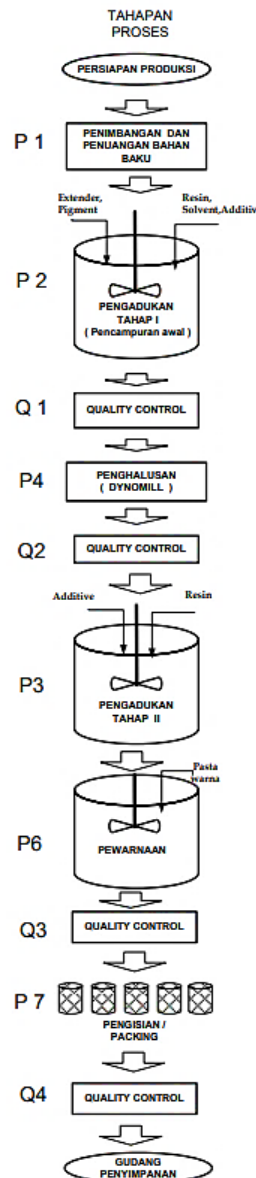 TAHAPAN
PROSES
PERSIAPAN PRODUKSI
P 1
PENIMBANGAN DAN
PENUANGAN BAHAN
BAKU
Extender,
Pigment
Resin,
Solvent,Additive
P 2
PENGADUKAN
TAHAP I
( Pencampuran awal )
Q 1
QUALITY CONTROL
P4
PENGHALUSAN
( DYNOMILL )
Q2
QUALITY CONTROL
Additive
Resin
P3
PENGADUKAN
TAHAP II
Pasta
warna
P6
PEWARNAAN
Q3
QUALITY CONTROL
P 7
PENGISIAN /
PACKING
Q4
QUALITY CONTROL
GUDANG
PENYIMPANAN